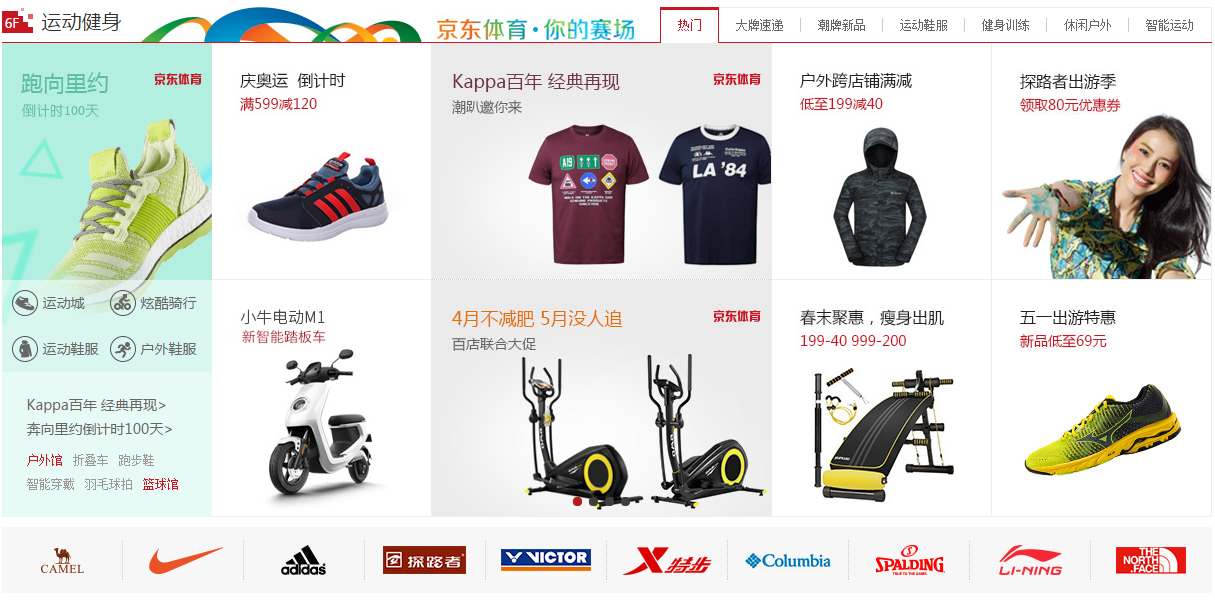 6F 运动健身
京东体育·你的赛场
热门 大牌速递 潮牌新品 运动鞋服 健身训练 休闲户外 智能运动
跑向里约
京东体育
倒计时100天
运动城 炫酷骑行
运动鞋服 户外鞋服
Kappa百年 经典再现>
奔向里约倒计时100天>
户外馆 折叠车 跑步鞋
智能穿戴 羽毛球拍 篮球馆
庆奥运 倒计时
满599减120
Kappa百年 经典再现
京东体育
潮趴邀你来
A19
LA '84
户外跨店铺满减
低至199减40
探路者出游季
领取80元优惠券
小牛电动M1
新智能踏板车
4月不减肥 5月没人追
京东体育
百店联合大促
春末聚惠，瘦身出肌
199-40 999-200
五一出游特惠
新品低至69元
CAMEL
adidas
探路者
VICTOR
X特步
Columbia
SPALDING
TRUE TO THE GAME
LI-NING
THE NORTH FACE